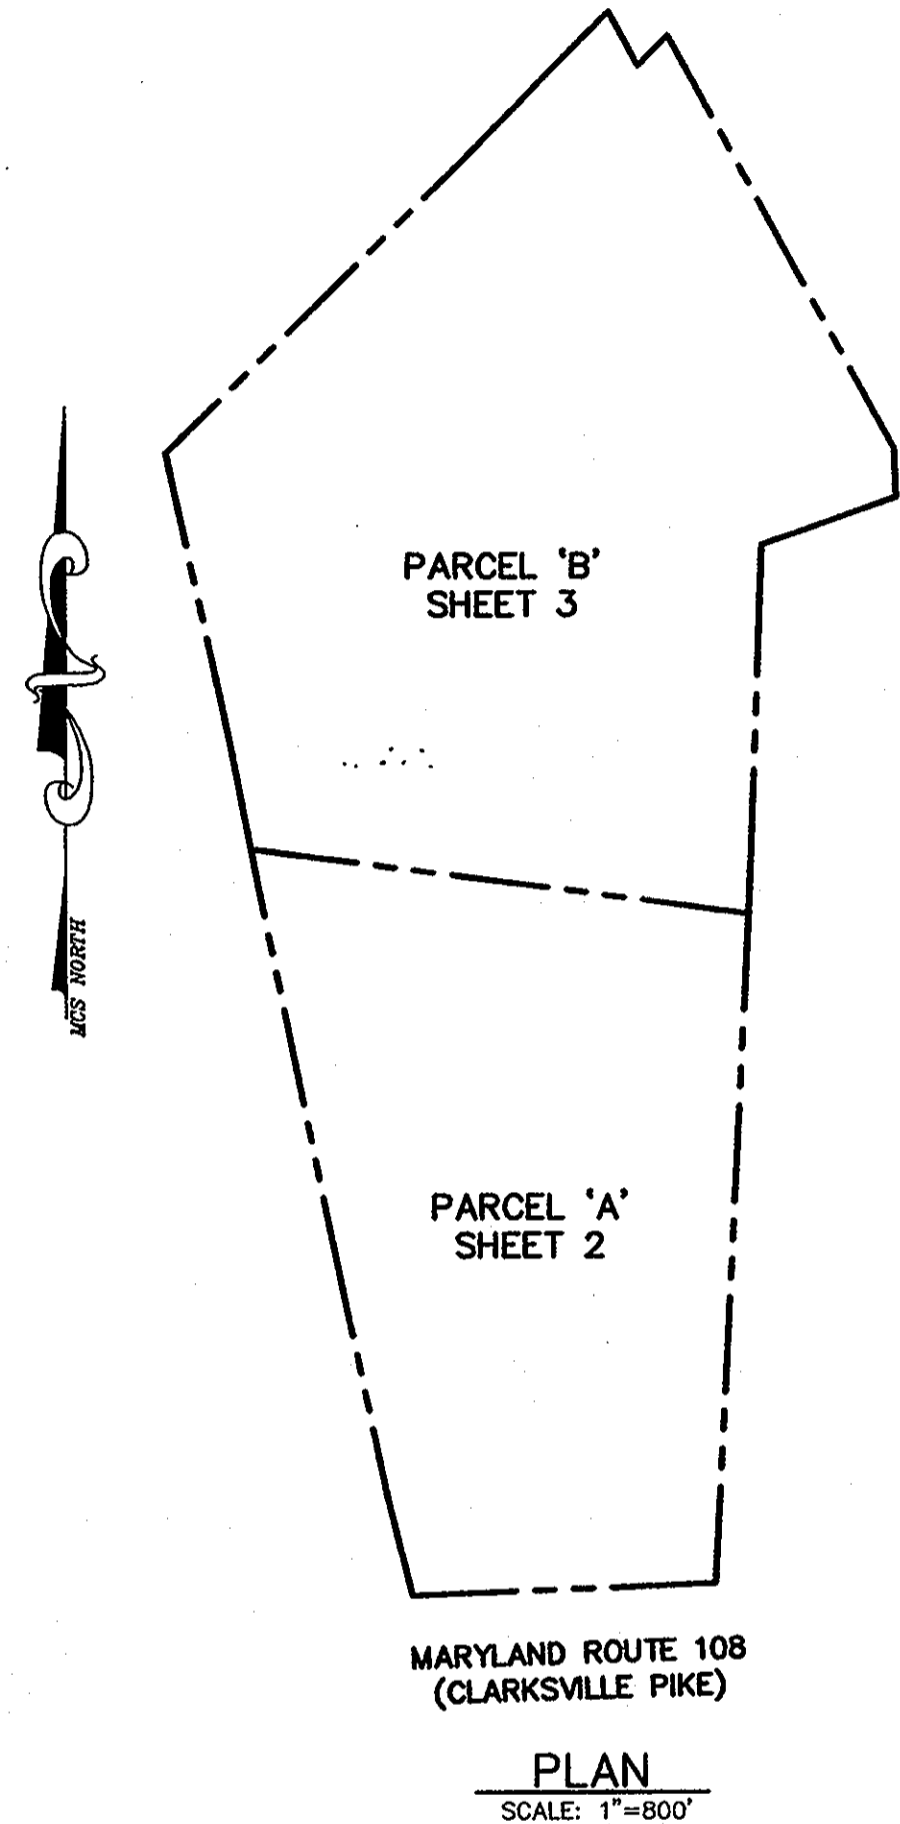 PARCEL 'B'
SHEET 3
MCS NORTH
PARCEL 'A'
SHEET 2
MARYLAND ROUTE 108
(CLARKSVILLE PIKE)
PLAN
SCALE: 1"=800'